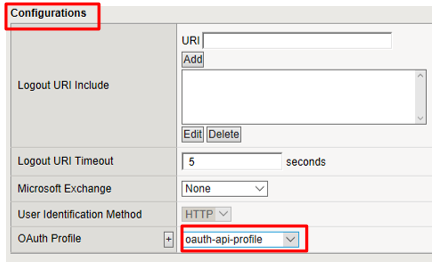 Configurations
URI
Add
Logout URI Include
Edit Delete
Logout URI Timeout 5 seconds
Microsoft Exchange None
User Identification Method HTTP
OAuth Profile + oauth-api-profile